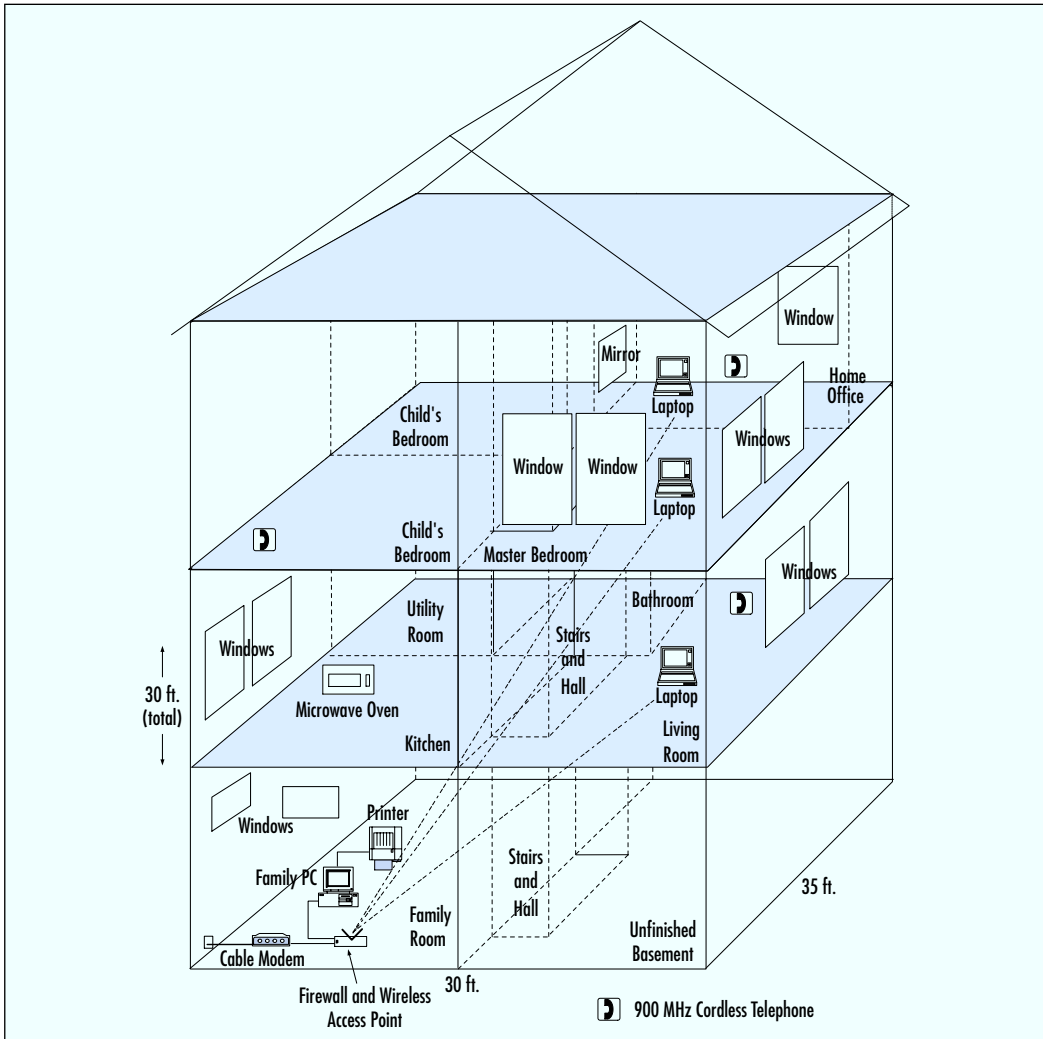 Window
Mirror
Home
Office
Laptop
Child's
Bedroom
Windows
Window
Window
Laptop
Child's
Bedroom
Master Bedroom
Windows
Utility
Room
Bathroom
Windows
Stairs
and
Hall
30 ft.
(total)
Microwave Oven
Laptop
Kitchen
Living
Room
Windows
Printer
Family PC
Stairs
and
Hall
35 ft.
Family
Room
Unfinished
Basement
Cable Modem
30 ft.
Firewall and Wireless
Access Point
900 MHz Cordless Telephone